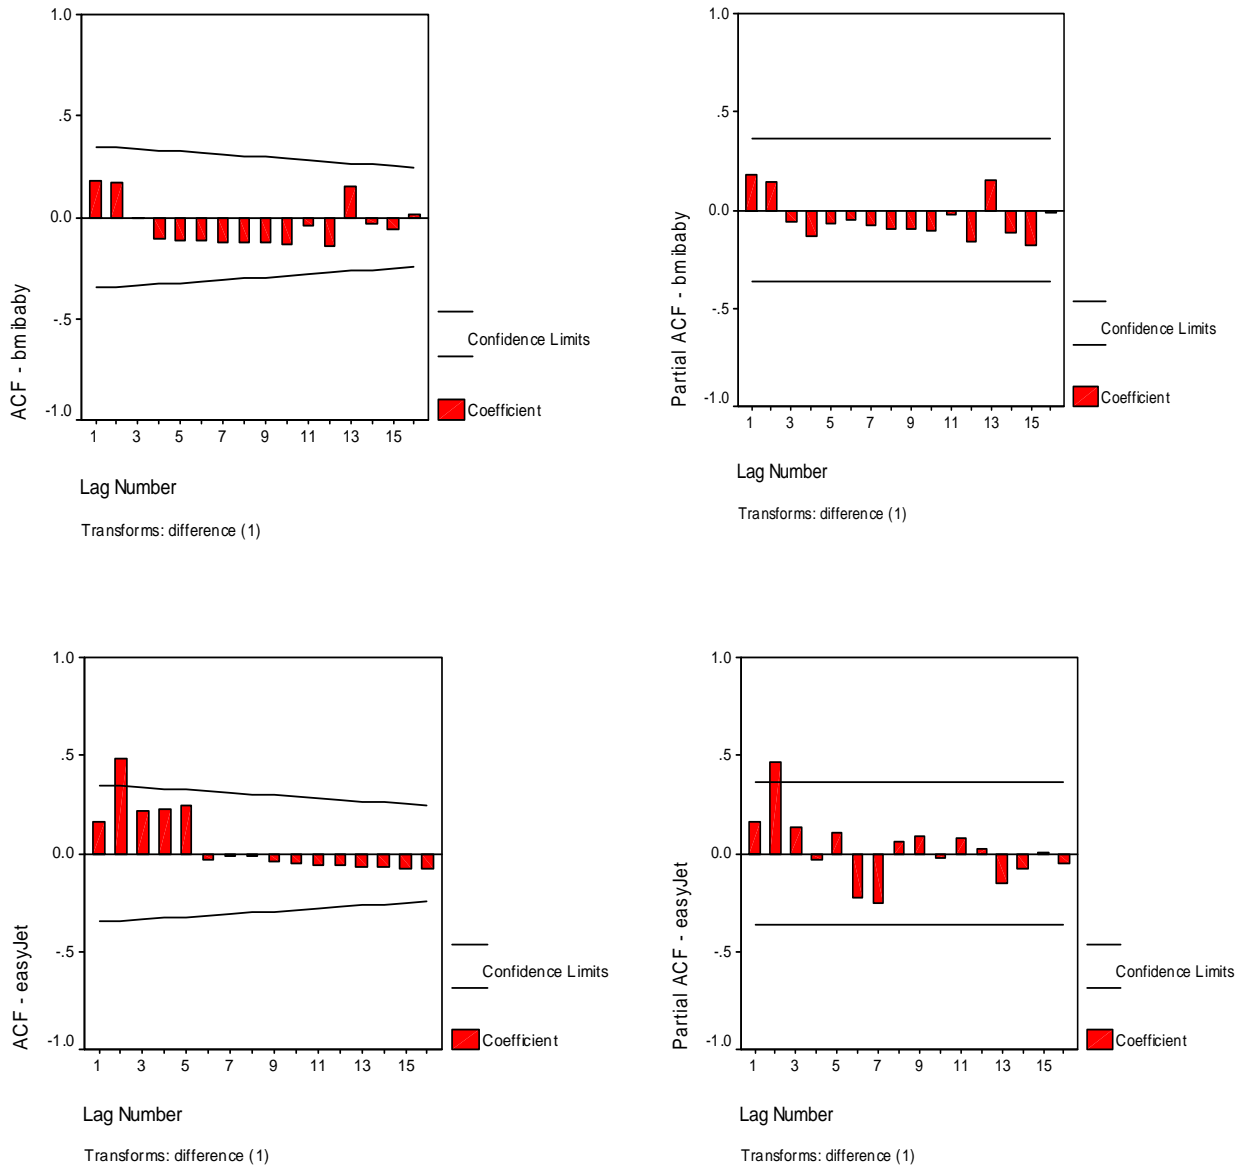 1.0
.5
0.0
-.5
-1.0
ACF - bmibaby
1 3 5 7 9 11 13 15
Confidence Limits
Coefficient
Lag Number
Transforms: difference (1)
1.0
.5
0.0
-.5
-1.0
Partial ACF - bmibaby
1 3 5 7 9 11 13 15
Confidence Limits
Coefficient
Lag Number
Transforms: difference (1)
1.0
.5
0.0
-.5
-1.0
ACF - easyJet
1 3 5 7 9 11 13 15
Confidence Limits
Coefficient
Lag Number
Transforms: difference (1)
1.0
.5
0.0
-.5
-1.0
Partial ACF - easyJet
1 3 5 7 9 11 13 15
Confidence Limits
Coefficient
Lag Number
Transforms: difference (1)